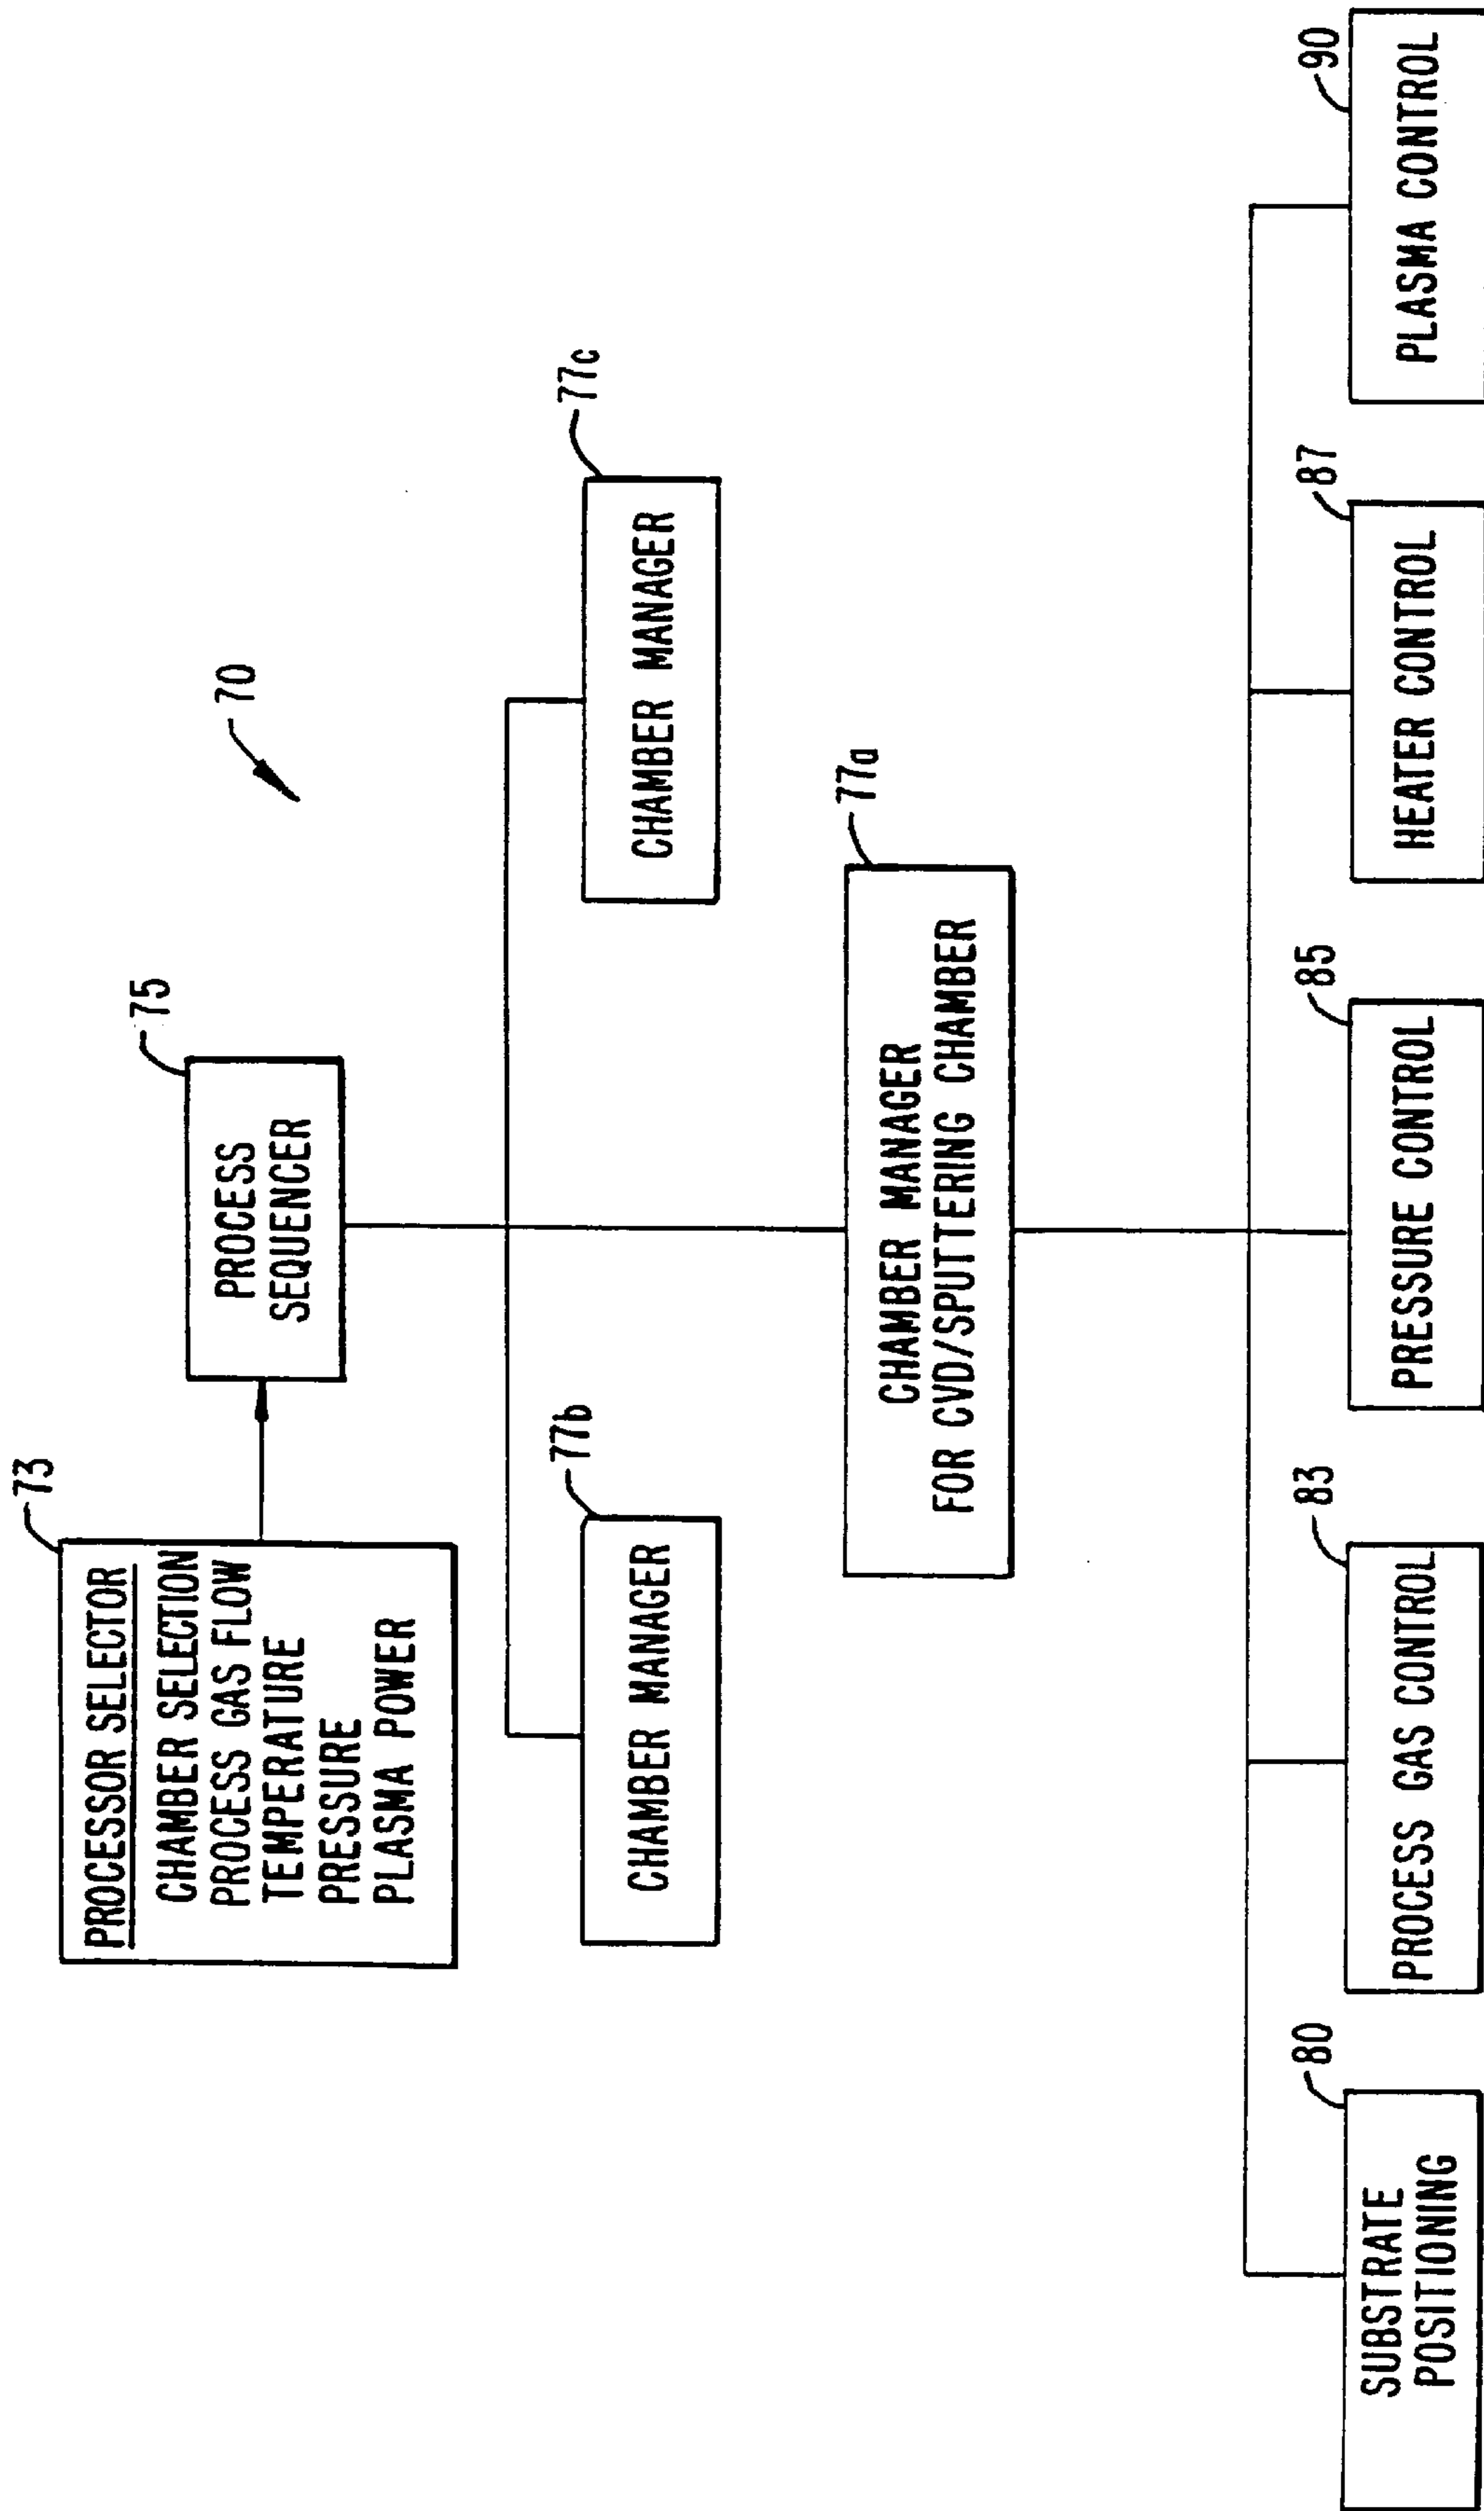 70
73
PROCESSOR SELECTOR
CHAMBER SELECTION
PROCESS GAS FLOW
TEMPERATURE
PRESSURE
PLASMA POWER
75
PROCESS
SEQUENCER
77b
CHAMBER MANAGER
77c
CHAMBER MANAGER
77a
CHAMBER MANAGER
FOR CVD/SPUTTERING CHAMBER
80
SUBSTRATE
POSITIONING
83
PROCESS GAS CONTROL
85
PRESSURE CONTROL
87
HEATER CONTROL
90
PLASMA CONTROL